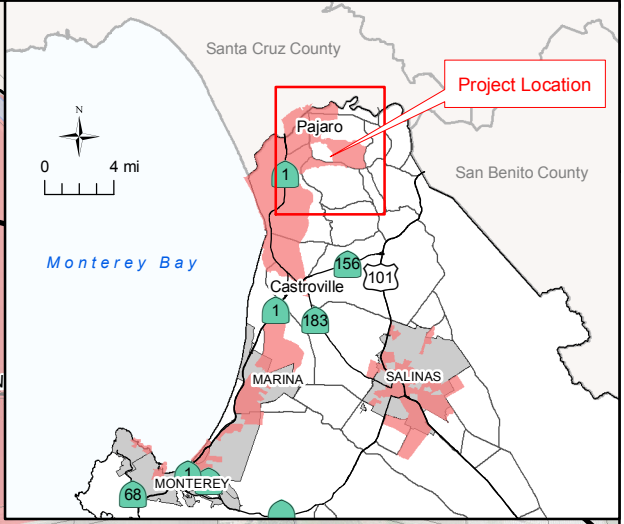 Santa Cruz County
Project Location
N
Pajaro
0 4 mi
1
San Benito County
Monterey Bay
156
101
Castroville
1
183
MARINA
SALINAS
1
MONTEREY
68